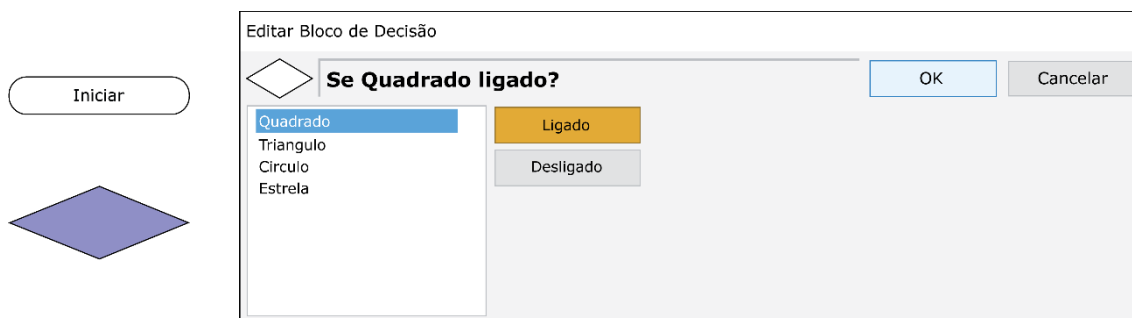 Editar Bloco de Decisão
Iniciar
Se Quadrado ligado?
OK
Cancelar
Quadrado
Triangulo
Circulo
Estrela
Ligado
Desligado